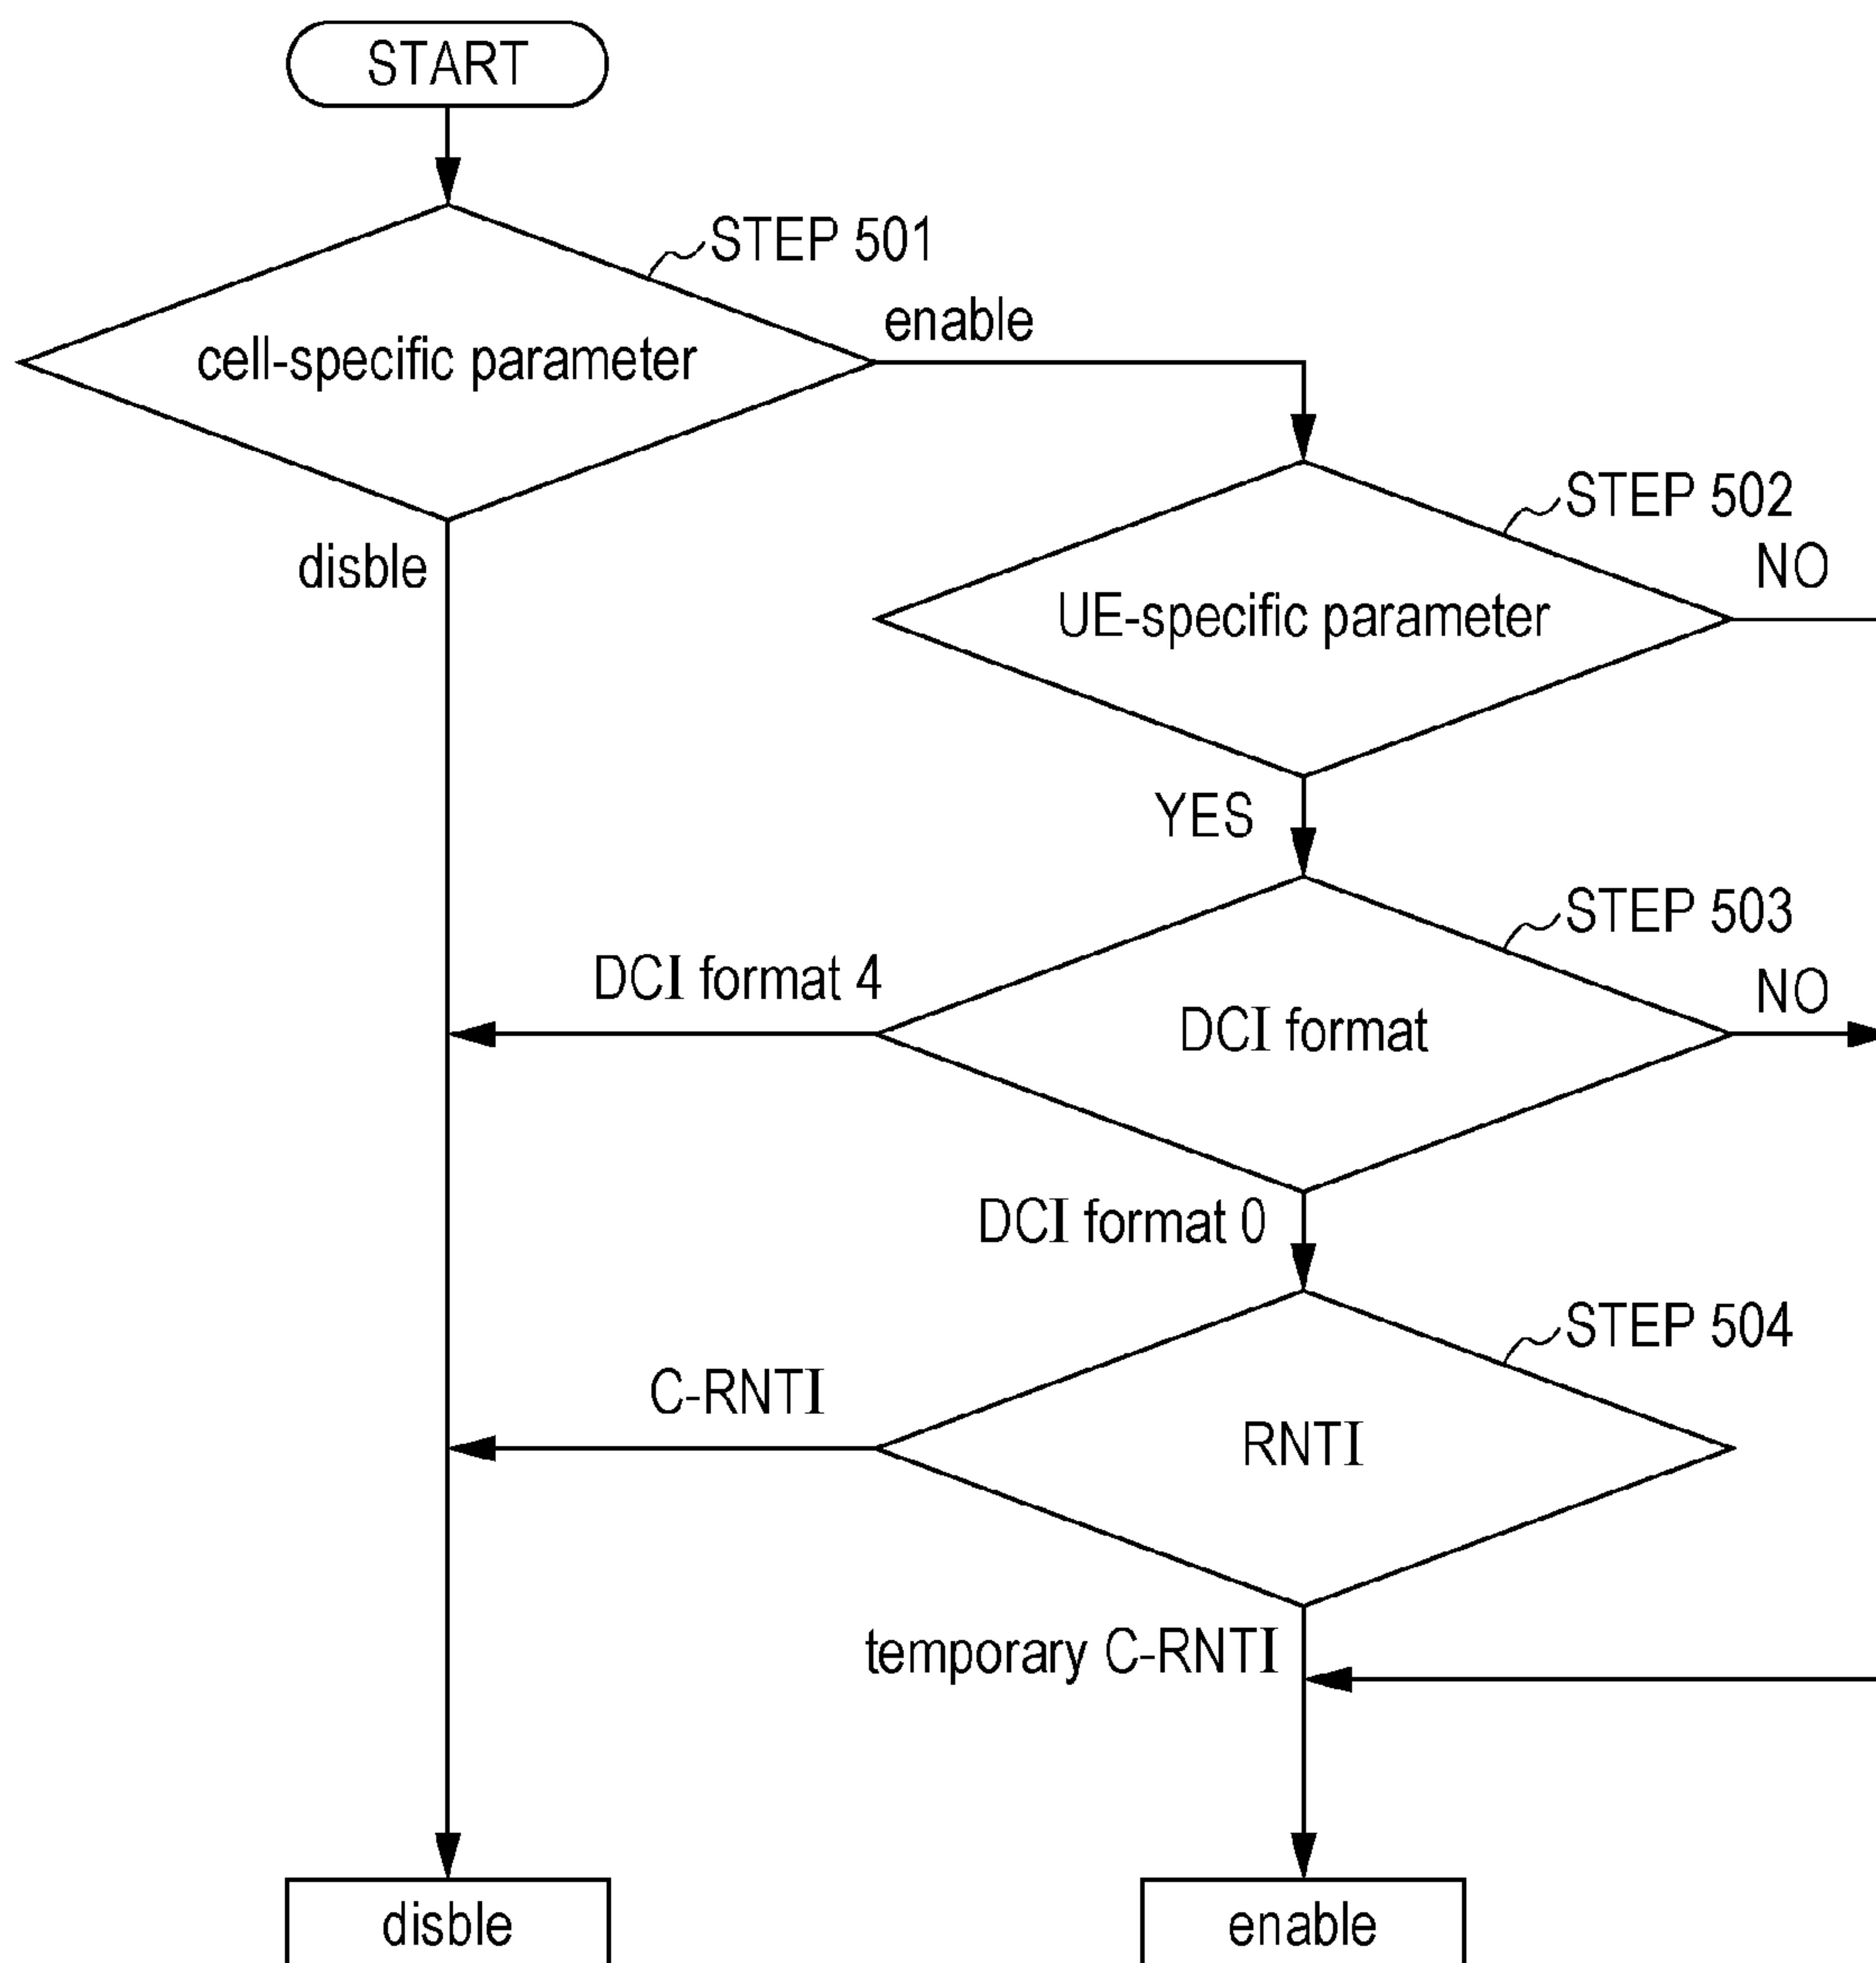 START
STEP 501
enable
cell-specific parameter
STEP 502
disble
NO
UE-specific parameter
YES
STEP 503
DCI format 4
NO
DCI format
DCI format 0
STEP 504
C-RNTI
RNTI
temporary C-RNTI
disble
enable